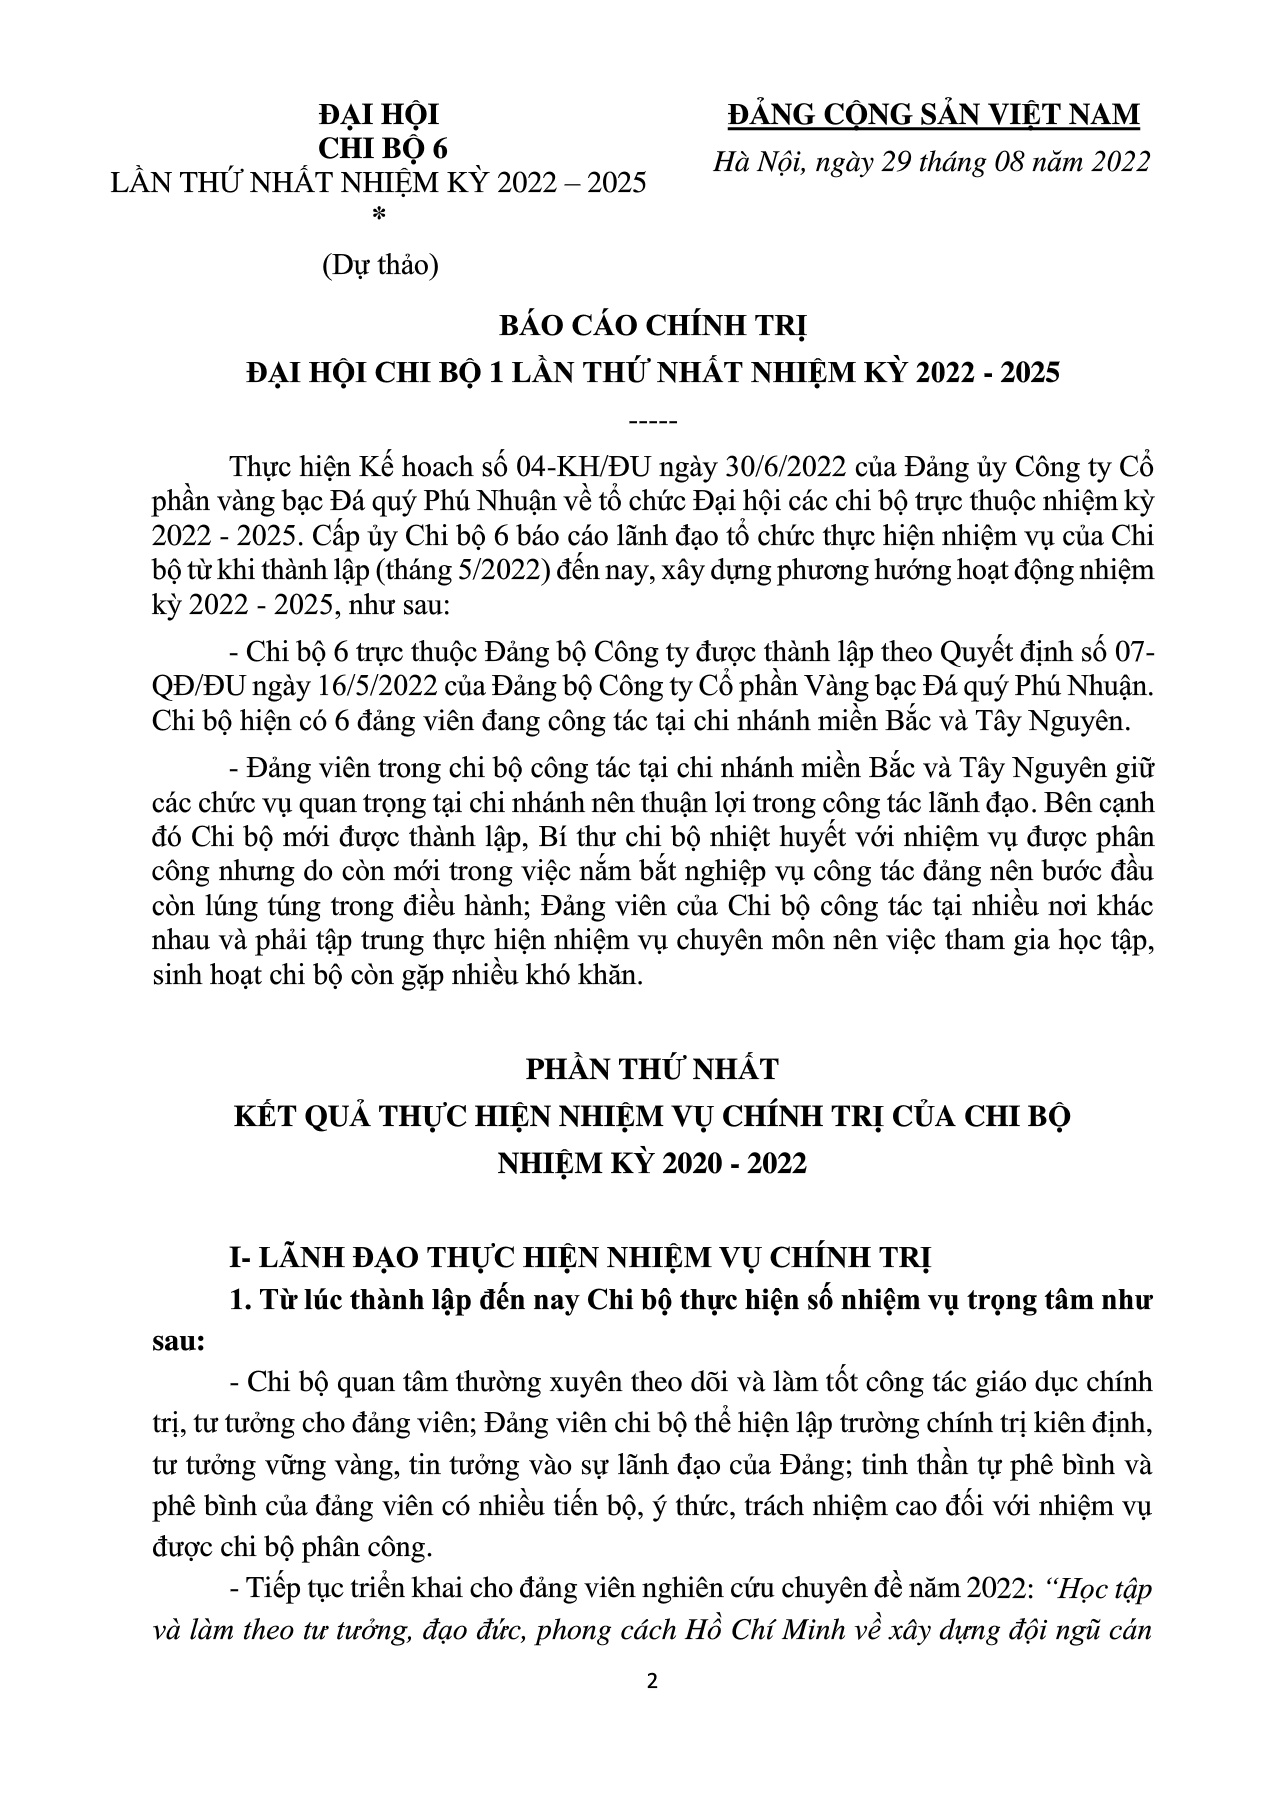 ĐẠI HỘI
CHI BỘ 6
LẦN THỨ NHẤT NHIỆM KỲ 2022 – 2025
*
(Dự thảo)
ĐẢNG CỘNG SẢN VIỆT NAM
Hà Nội, ngày 29 tháng 08 năm 2022
BÁO CÁO CHÍNH TRỊ
ĐẠI HỘI CHI BỘ 1 LẦN THỨ NHẤT NHIỆM KỲ 2022 - 2025
-----
Thực hiện Kế hoach số 04-KH/ĐU ngày 30/6/2022 của Đảng ủy Công ty Cổ
phần vàng bạc Đá quý Phú Nhuận về tổ chức Đại hội các chi bộ trực thuộc nhiệm kỳ
2022 - 2025. Cấp ủy Chi bộ 6 báo cáo lãnh đạo tổ chức thực hiện nhiệm vụ của Chi
bộ từ khi thành lập (tháng 5/2022) đến nay, xây dựng phương hướng hoạt động nhiệm
kỳ 2022 - 2025, như sau:
- Chi bộ 6 trực thuộc Đảng bộ Công ty được thành lập theo Quyết định số 07-
QĐ/ĐU ngày 16/5/2022 của Đảng bộ Công ty Cổ phần Vàng bạc Đá quý Phú Nhuận.
Chi bộ hiện có 6 đảng viên đang công tác tại chi nhánh miền Bắc và Tây Nguyên.
- Đảng viên trong chi bộ công tác tại chi nhánh miền Bắc và Tây Nguyên giữ
các chức vụ quan trọng tại chi nhánh nên thuận lợi trong công tác lãnh đạo. Bên cạnh
đó Chi bộ mới được thành lập, Bí thư chi bộ nhiệt huyết với nhiệm vụ được phân
công nhưng do còn mới trong việc nắm bắt nghiệp vụ công tác đảng nên bước đầu
còn lúng túng trong điều hành; Đảng viên của Chi bộ công tác tại nhiều nơi khác
nhau và phải tập trung thực hiện nhiệm vụ chuyên môn nên việc tham gia học tập,
sinh hoạt chi bộ còn gặp nhiều khó khăn.
PHẦN THỨ NHẤT
KẾT QUẢ THỰC HIỆN NHIỆM VỤ CHÍNH TRỊ CỦA CHI BỘ
NHIỆM KỲ 2020 - 2022
I- LÃNH ĐẠO THỰC HIỆN NHIỆM VỤ CHÍNH TRỊ
1. Từ lúc thành lập đến nay Chi bộ thực hiện số nhiệm vụ trọng tâm như
sau:
- Chi bộ quan tâm thường xuyên theo dõi và làm tốt công tác giáo dục chính
trị, tư tưởng cho đảng viên; Đảng viên chi bộ thể hiện lập trường chính trị kiên định,
tư tưởng vững vàng, tin tưởng vào sự lãnh đạo của Đảng; tinh thần tự phê bình và
phê bình của đảng viên có nhiều tiến bộ, ý thức, trách nhiệm cao đối với nhiệm vụ
được chi bộ phân công.
- Tiếp tục triển khai cho đảng viên nghiên cứu chuyên đề năm 2022: “Học tập
và làm theo tư tưởng, đạo đức, phong cách Hồ Chí Minh về xây dựng đội ngũ cán
2